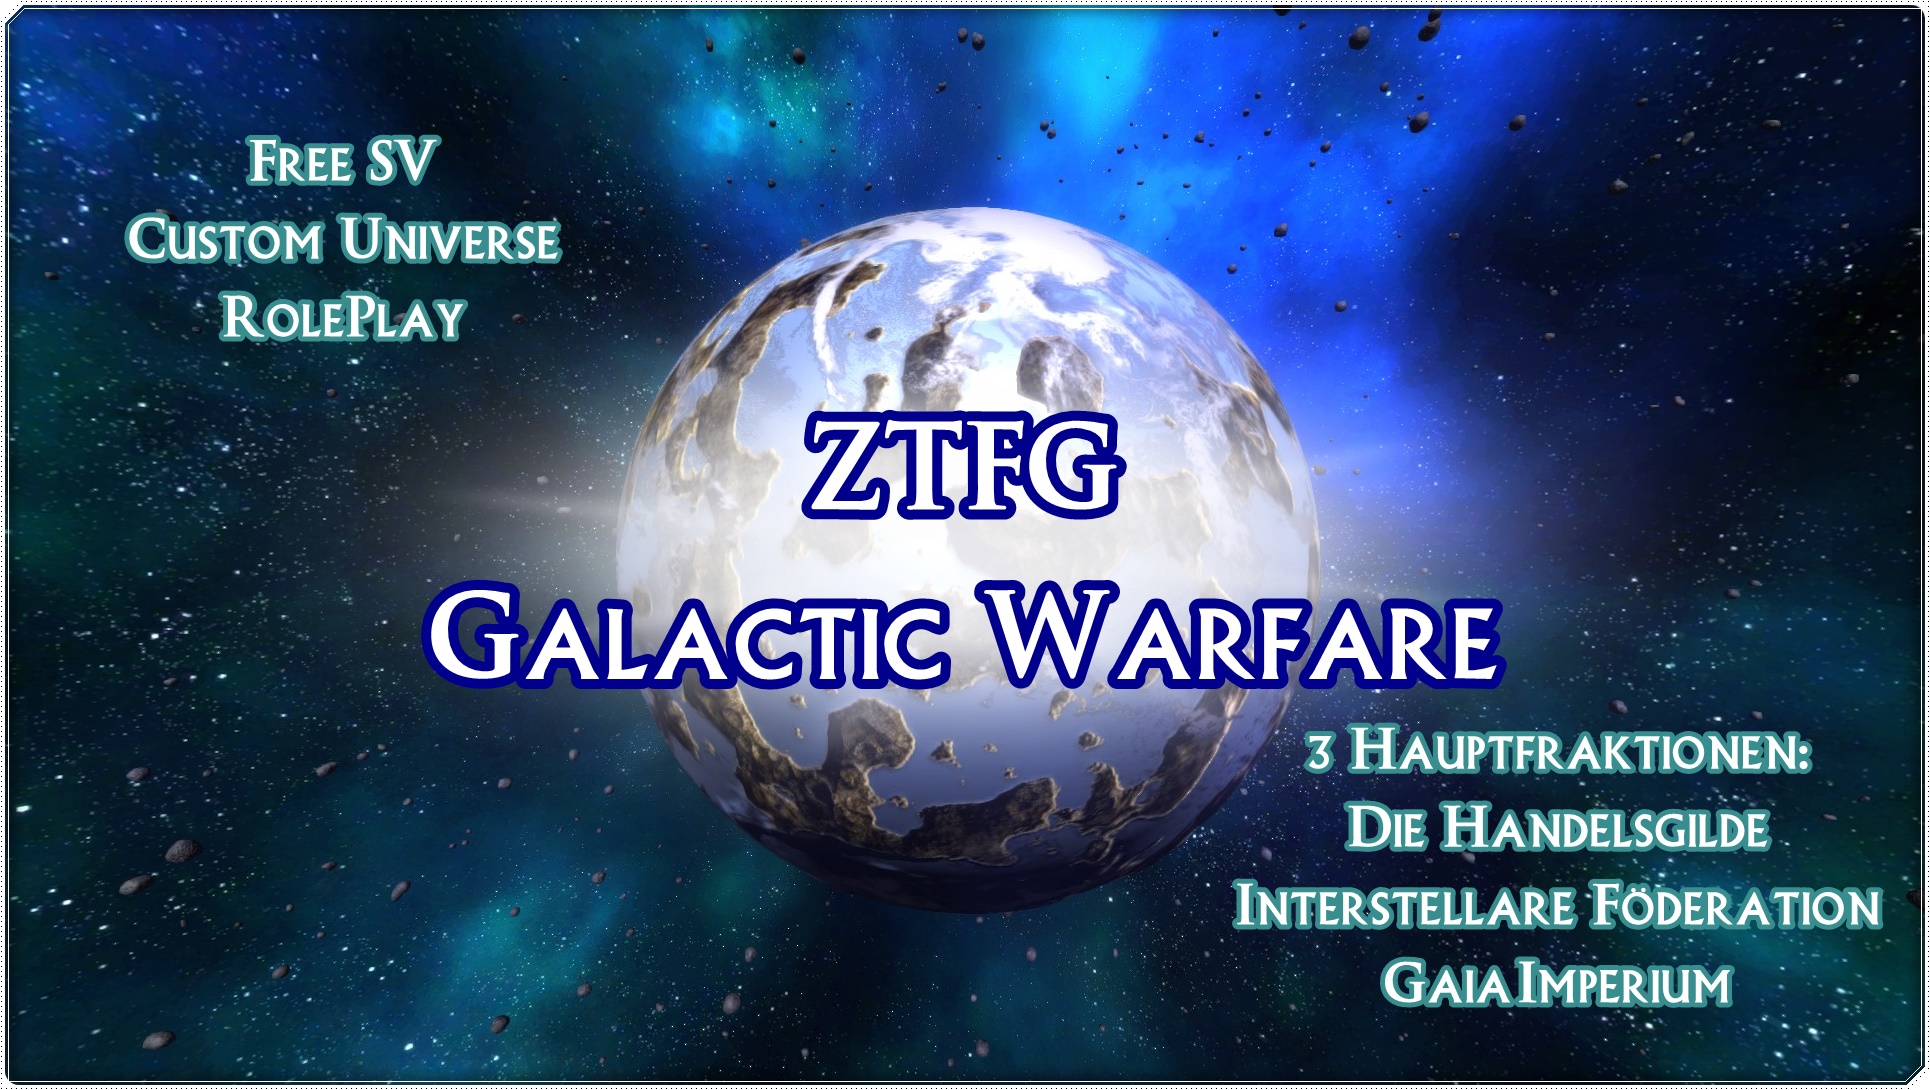 Free SV
Custom Universe
RolePlay
ZTFG
Galactic Warfare
3 Hauptfraktionen:
Die Handelsgilde
Interstellare Föderation
GaiaImperium